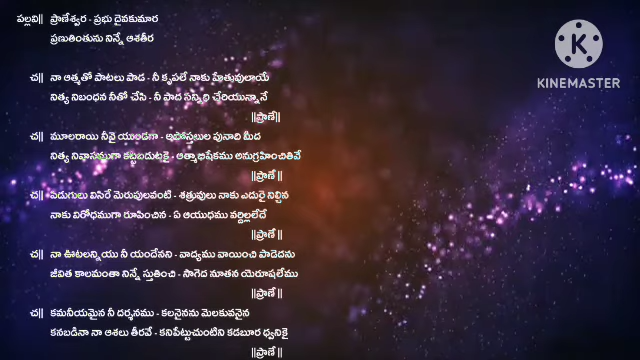 పల్లవి|| ప్రాణేశ్వర - ప్రభు దైవకుమార
ప్రణుతింతును నిన్నే ఆశతీర
చ|| నా ఆత్మతో పాటలు పాడ - నీ కృపలే నాకు హేతువులాయే
నిత్య నిబంధన నీతో చేసి - నీ పాద సన్నిధి చేరియున్నానే
||ప్రాణే||
చ|| మూలరాయి నీవై యుండగా - అపోస్తలుల పునాది మీద
నిత్య నివాసముగా కట్టబడుటకై - ఆత్మాభిషేకము అనుగ్రహించితివే
||ప్రాణే||
చ|| పిడుగులు విసిరే మెరుపులవంటి - శత్రువులు నాకు ఎదురై నిల్చిన
నాకు విరోధముగా రూపించిన - ఏ ఆయుధము వర్దిల్లలేదే
||ప్రాణే||
చ|| నా ఊటలన్నియు నీ యందేనని - వాద్యము వాయించి పాడెదను
జీవిత కాలమంతా నిన్నే స్తుతించి - సాగెద నూతన యెరూషలేము
||ప్రాణే||
చ|| కమనీయమైన నీ దర్శనము - కలనైనను మెలకువనైన
కనబడినా నా ఆశలు తీరవే - కనిపేట్టుచుంటిని కడబూర ధ్వనికై
||ప్రాణే||
KINEMASTER